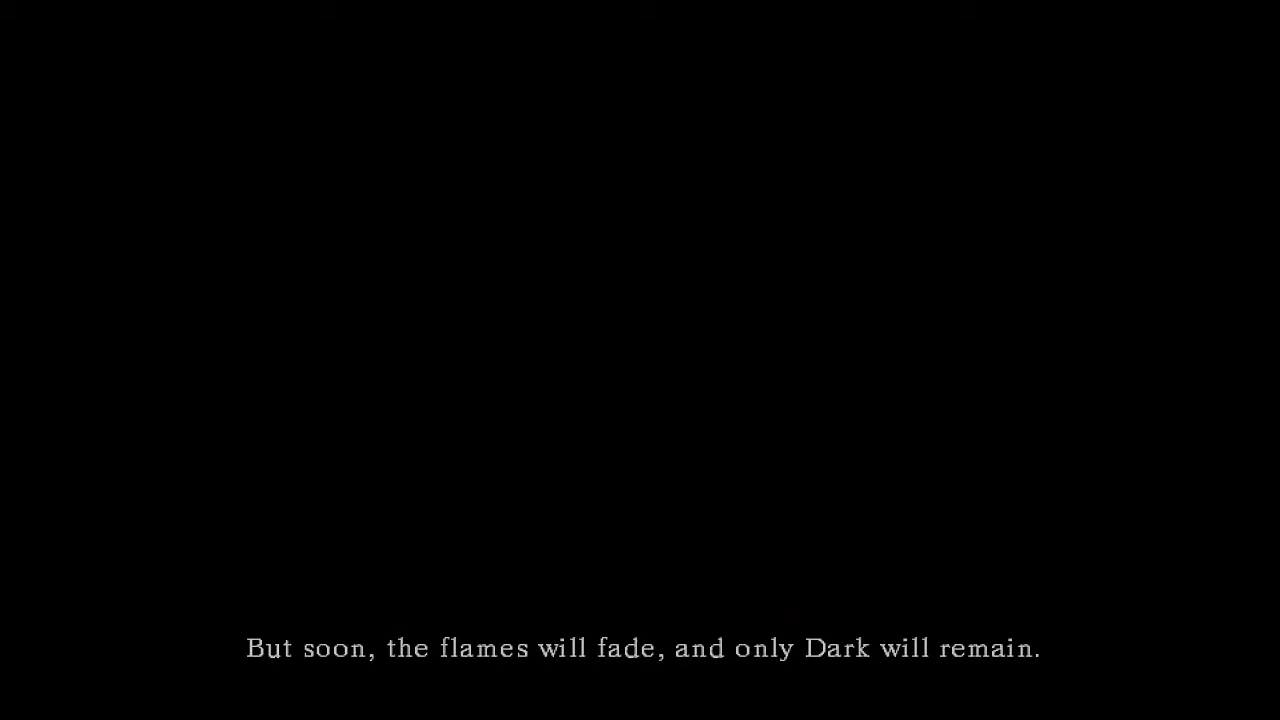 But soon, the flames will fade, and only Dark will remain.